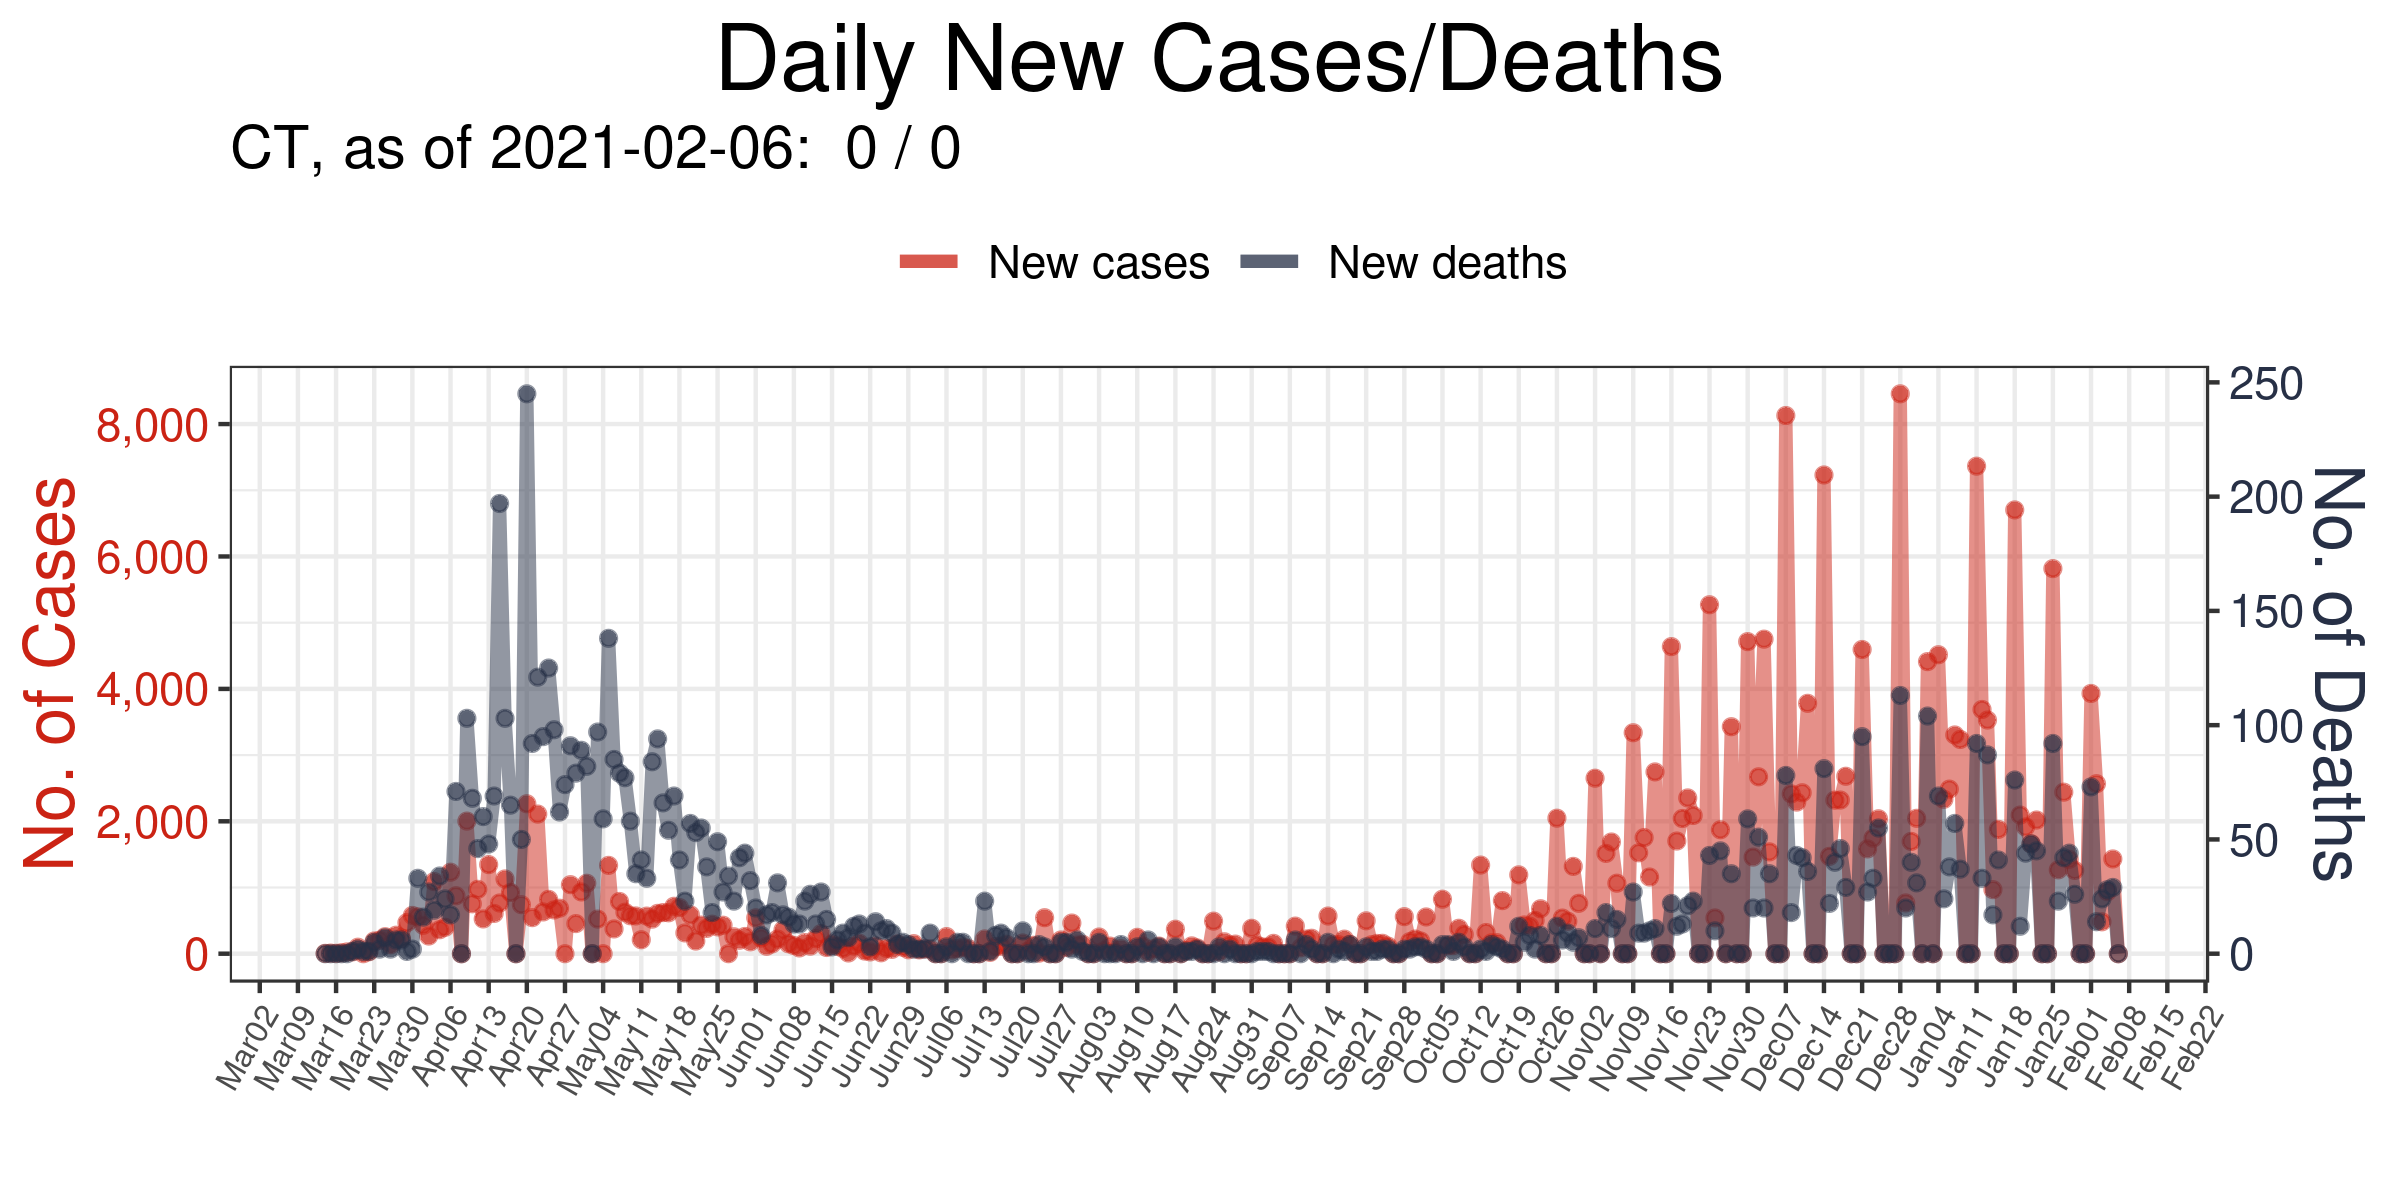 Daily New Cases/Deaths
CT, as of 2021-02-06:  0 / 0
New cases
New deaths
No. of Cases
8,000
6,000
4,000
2,000
0
250
200
150
100
50
0
No. of Deaths
Mar02
Mar09
Mar16
Mar23
Mar30
Apr06
Apr13
Apr20
Apr27
May04
May11
May18
May25
Jun01
Jun08
Jun15
Jun22
Jun29
Jul06
Jul13
Jul20
Jul27
Aug03
Aug10
Aug17
Aug24
Aug31
Sep07
Sep14
Sep21
Sep28
Oct05
Oct12
Oct19
Oct26
Nov02
Nov09
Nov16
Nov23
Nov30
Dec07
Dec14
Dec21
Dec28
Jan04
Jan11
Jan18
Jan25
Feb01
Feb08
Feb15
Feb22